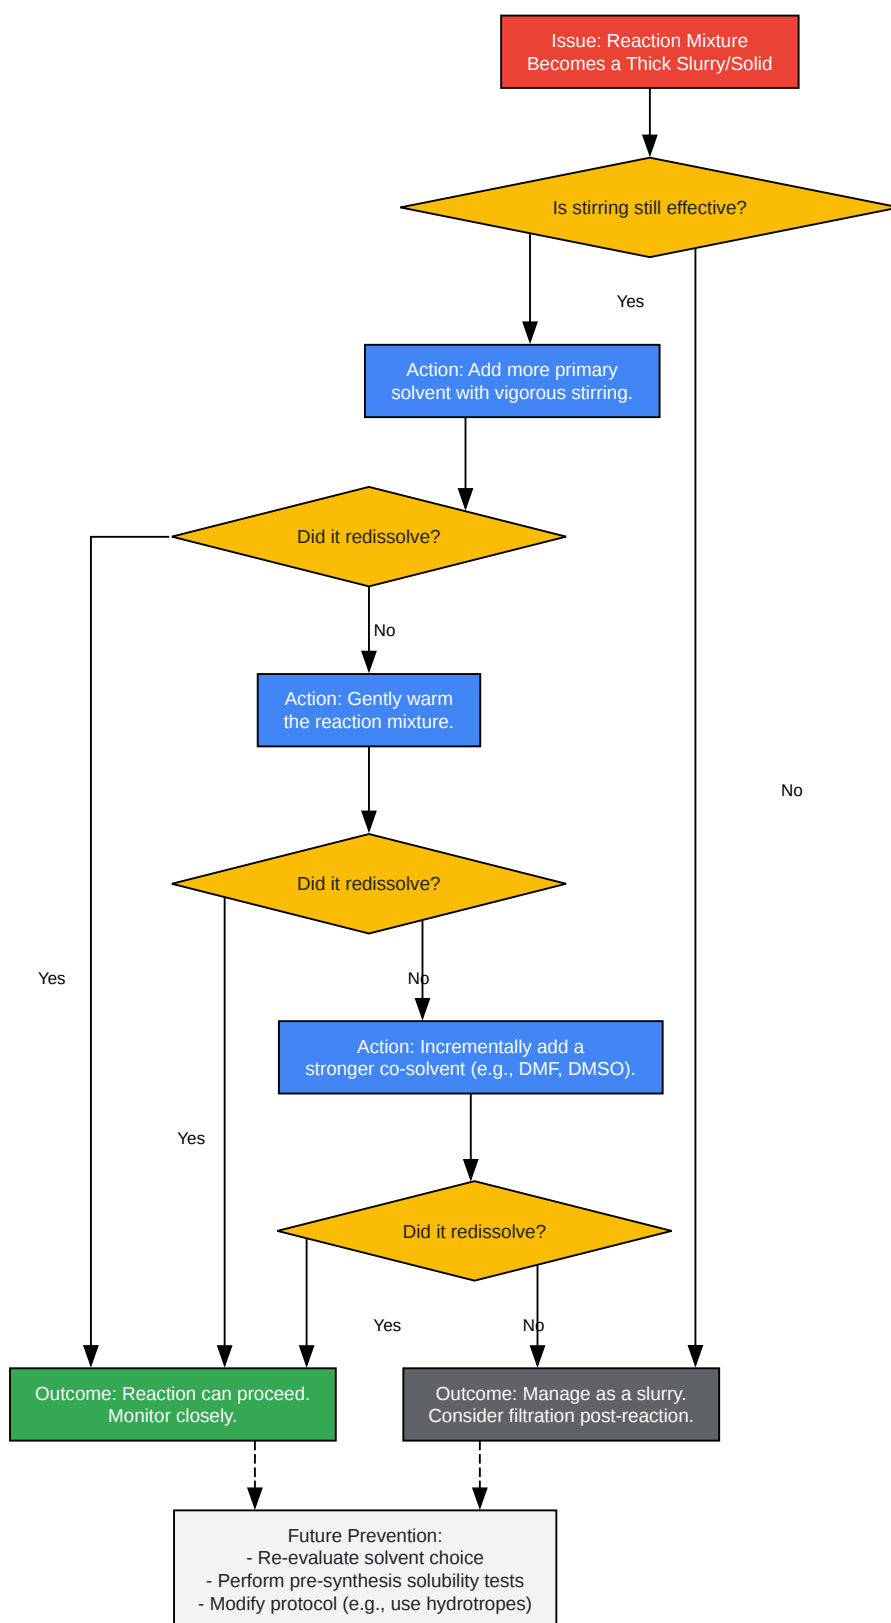 Issue: Reaction Mixture
Becomes a Thick Slurry/Solid
Is stirring still effective?
Yes
Action: Add more primary
solvent with vigorous stirring.
Did it redissolve?
No
Action: Gently warm
the reaction mixture.
No
Did it redissolve?
Yes
No
Action: Incrementally add a
stronger co-solvent (e.g., DMF, DMSO).
Yes
Did it redissolve?
Yes
No
Outcome: Reaction can proceed.
Monitor closely.
Outcome: Manage as a slurry.
Consider filtration post-reaction.
Future Prevention:
- Re-evaluate solvent choice
- Perform pre-synthesis solubility tests
- Modify protocol (e.g., use hydrotropes)